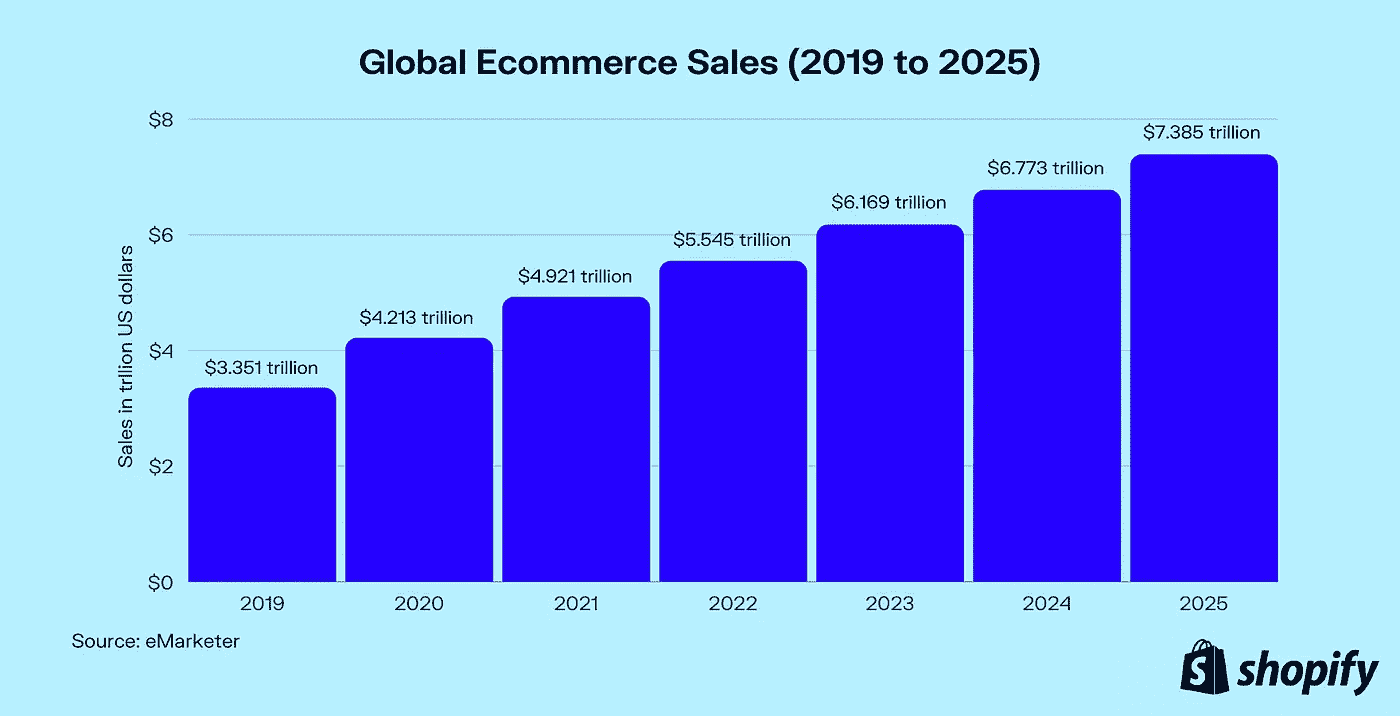 Global Ecommerce Sales (2019 to 2025)
Sales in trllion US dollars
$8
$6
$4
$2
$0
$3.351 trillion
$4.213 trillion
$4.921 trillion
$5.545 trillion
$6.169 trillion
$6.773 trillion
$7.385 trillion
2019 2020 2021 2022 2023 2024 2025
Source: eMarketer
shopify